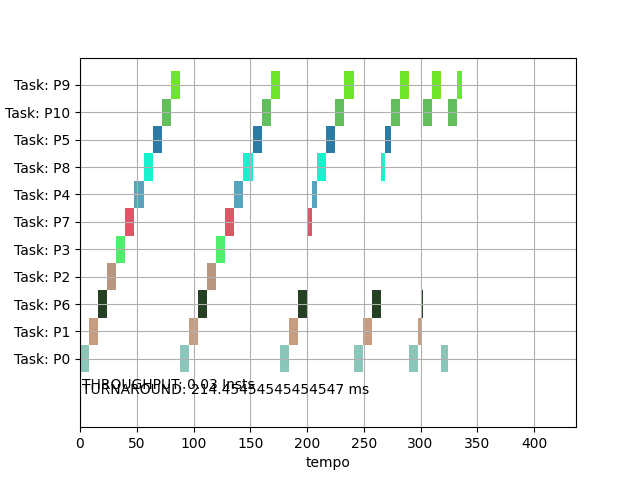 Task: P9
Task: P10
Task: P5
Task: P8
Task: P4
Task: P7
Task: P3
Task: P2
Task: P6
Task: P1
Task: P0
THROUGHPUT: 0.03 Insts
TURNAROUND: 214.45454545454547 ms
0 50 100 150 200 250 300 350 400
tempo